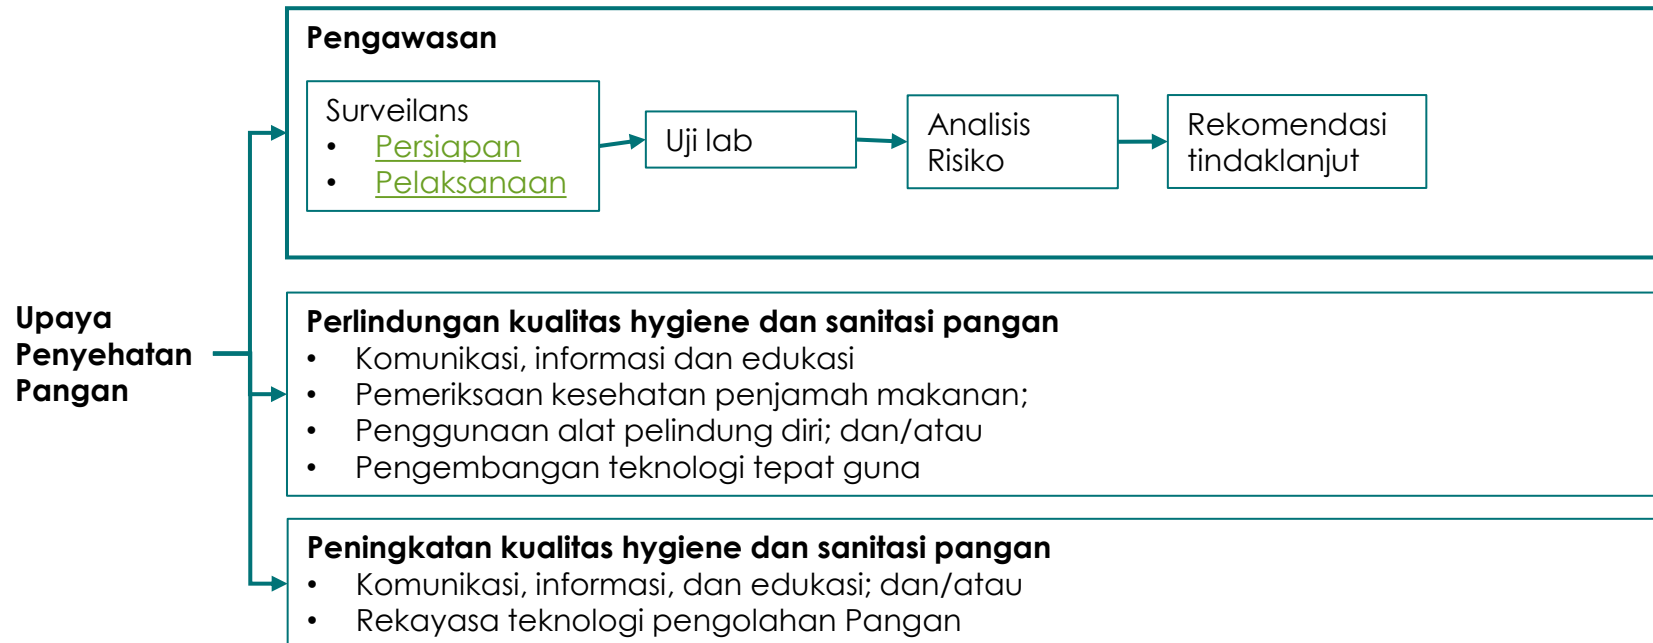 Pengawasan
Surveilans
• Persiapan
• Pelaksanaan
Uji lab
Analisis
Risiko
Rekomendasi
tindaklanjut
Upaya
Penyehatan
Pangan
Perlindungan kualitas hygiene dan sanitasi pangan
• Komunikasi, informasi dan edukasi
• Pemeriksaan kesehatan penjamah makanan;
• Penggunaan alat pelindung diri; dan/atau
• Pengembangan teknologi tepat guna
Peningkatan kualitas hygiene dan sanitasi pangan
• Komunikasi, informasi, dan edukasi; dan/atau
• Rekayasa teknologi pengolahan Pangan